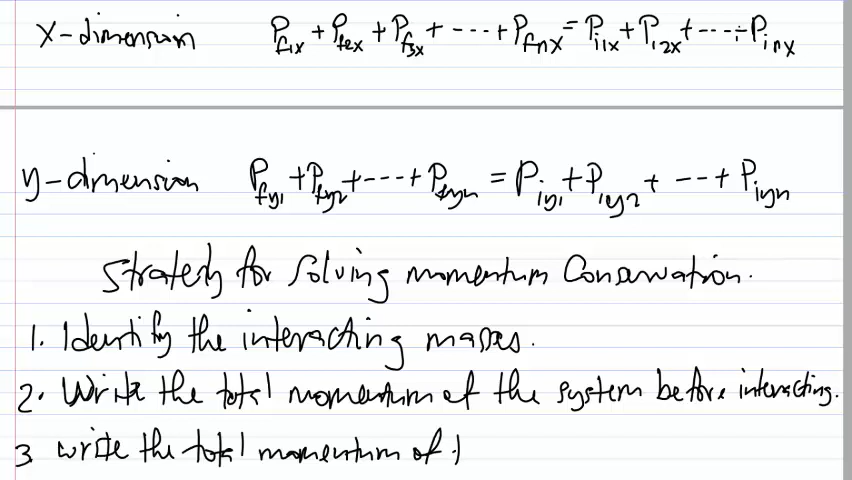 x-dimension P_f1x + P_f2x + P_f3x + ---- + P_fnx = P_i1x + P_i2x + ---- + P_inx
y-dimension P_fy1 + P_fy2 + ---- + P_fyn = P_iy1 + P_iy2 + --- + P_iyn
Strategy for Solving momentum Conservation.
1. Identify the interacting masses.
2. Write the total momentum of the system before interacting.
3. write the total momentum of